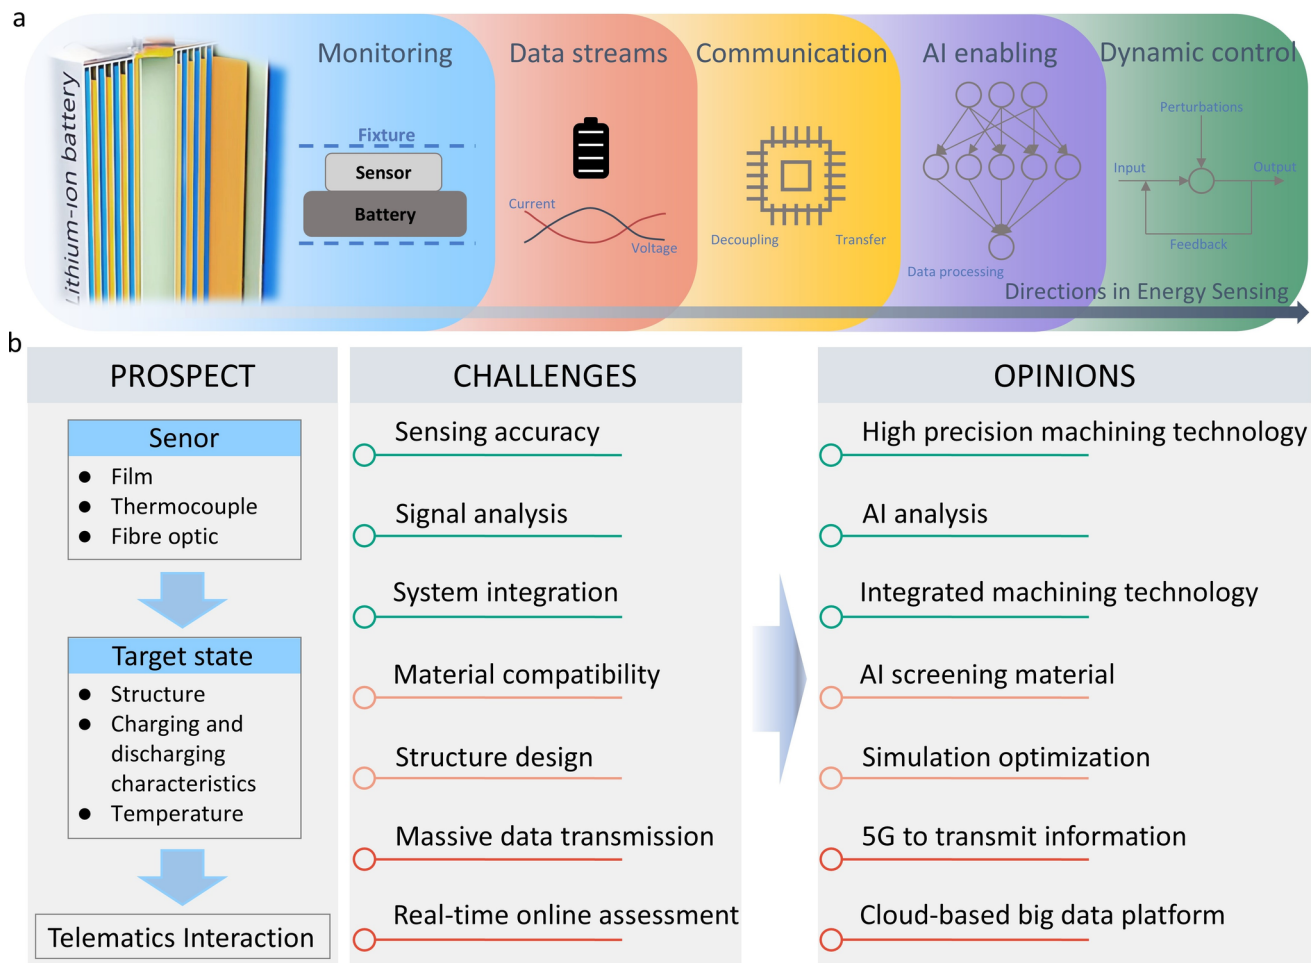 a
Lithium-ion battery
Monitoring
Fixture
Sensor
Battery
Data streams
Current
Voltage
Communication
Decoupling
Transfer
AI enabling
Data processing
Dynamic control
Perturbations
Input
Output
Feedback
Directions in Energy Sensing
b
PROSPECT
Senor
● Film
● Thermocouple
● Fibre optic
Target state
● Structure
● Charging and
discharging
characteristics
● Temperature
Telematics Interaction
CHALLENGES
Sensing accuracy
Signal analysis
System integration
Material compatibility
Structure design
Massive data transmission
Real-time online assessment
OPINIONS
High precision machining technology
AI analysis
Integrated machining technology
AI screening material
Simulation optimization
5G to transmit information
Cloud-based big data platform